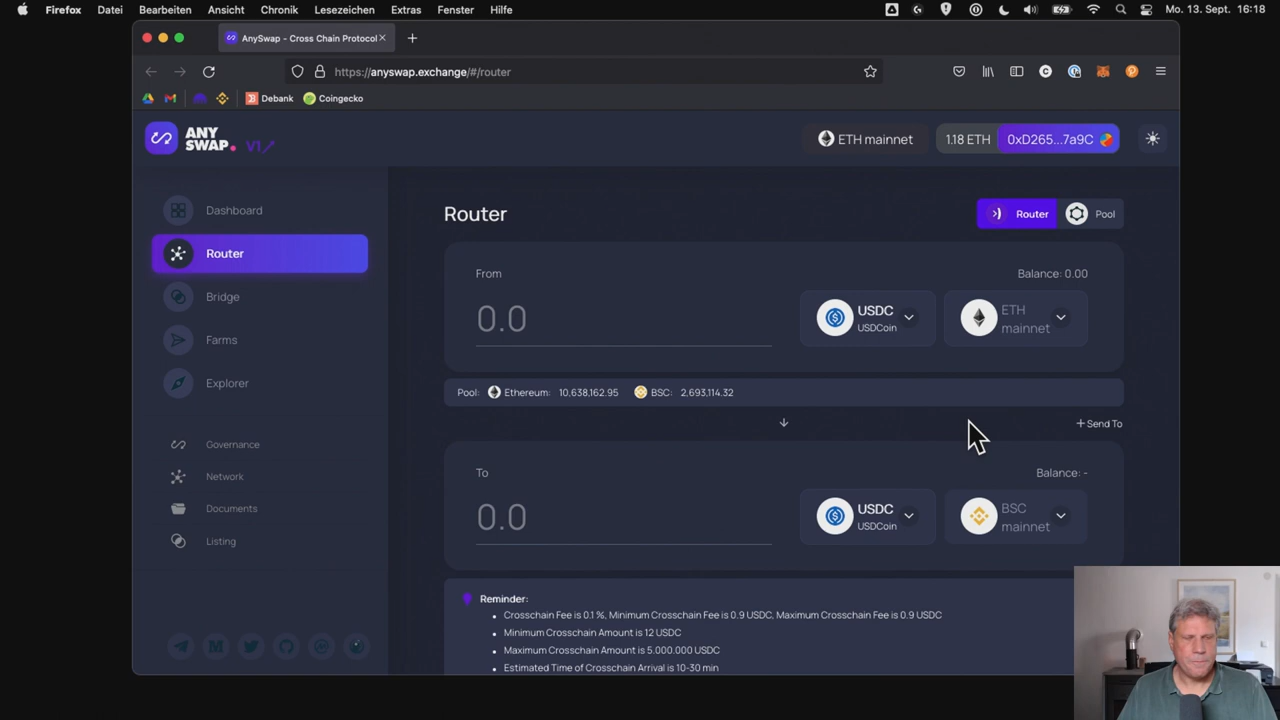 Firefox Datei Bearbeiten Ansicht Chronik Lesezeichen Extras Fenster Hilfe Mo. 13. Sept. 16:18
AnySwap - Cross Chain Protocol
https://anyswap.exchange/#/router
Debank Coingecko
ANY
SWAP. V1
ETH mainnet 1.18 ETH 0xD265...7a9C
Dashboard
Router
Bridge
Farms
Explorer
Governance
Network
Documents
Listing
Router
Router Pool
From Balance: 0.00
0.0 USDC
USDCoin
ETH
mainnet
Pool: Ethereum: 10,638,162.95 BSC: 2,693,114.32
+ Send To
To Balance: -
0.0 USDC
USDCoin
BSC
mainnet
Reminder:
• Crosschain Fee is 0.1 %, Minimum Crosschain Fee is 0.9 USDC, Maximum Crosschain Fee is 0.9 USDC
• Minimum Crosschain Amount is 12 USDC
• Maximum Crosschain Amount is 5.000.000 USDC
• Estimated Time of Crosschain Arrival is 10-30 min